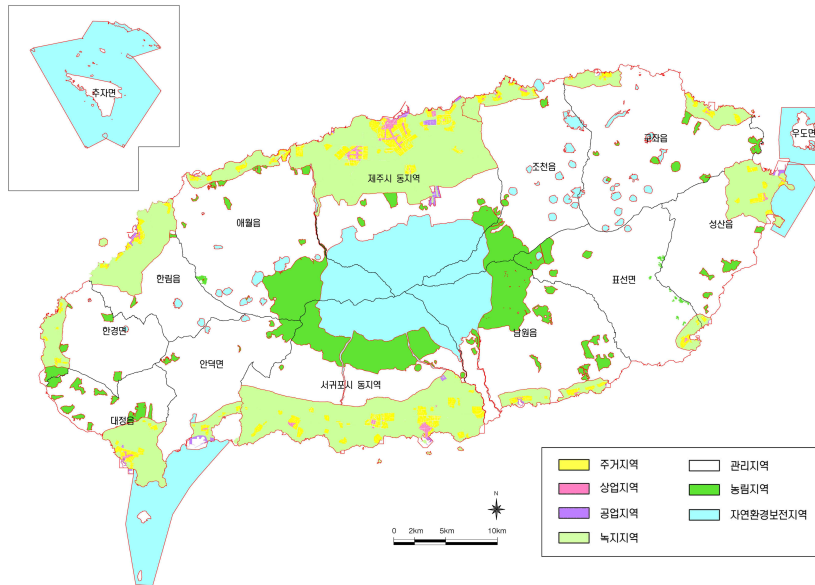 추자면
우도면
구좌읍
조천읍
제주시 동지역
성산읍
애월읍
한림읍
표선면
한경면
남원읍
안덕면
서귀포시 동지역
대정읍
주거지역
관리지역
상업지역
농림지역
공업지역
자연환경보전지역
녹지지역
N
0 2km 5km 10km